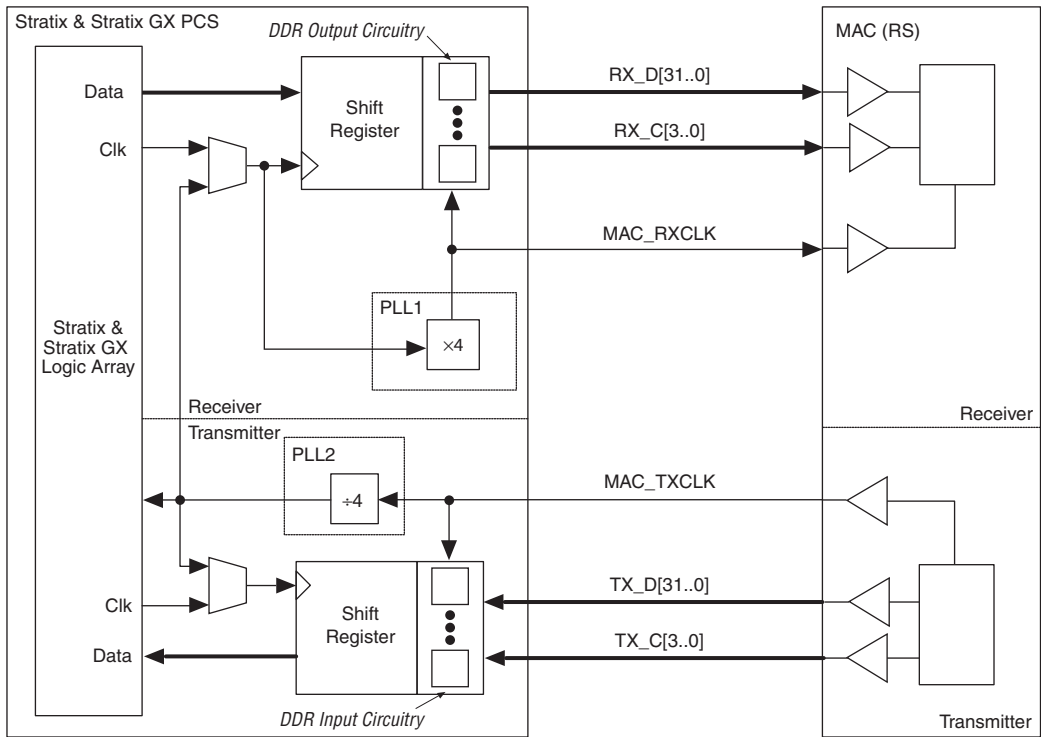 Stratix & Stratix GX PCS
DDR Output Circuitry
MAC (RS)
Data
Shift
Register
RX_D[31..0]
Clk
RX_C[3..0]
MAC_RXCLK
PLL1
×4
Stratix &
Stratix GX
Logic Array
Receiver
Receiver
Transmitter
PLL2
÷4
MAC_TXCLK
Clk
Shift
Register
TX_D[31..0]
Data
TX_C[3..0]
DDR Input Circuitry
Transmitter